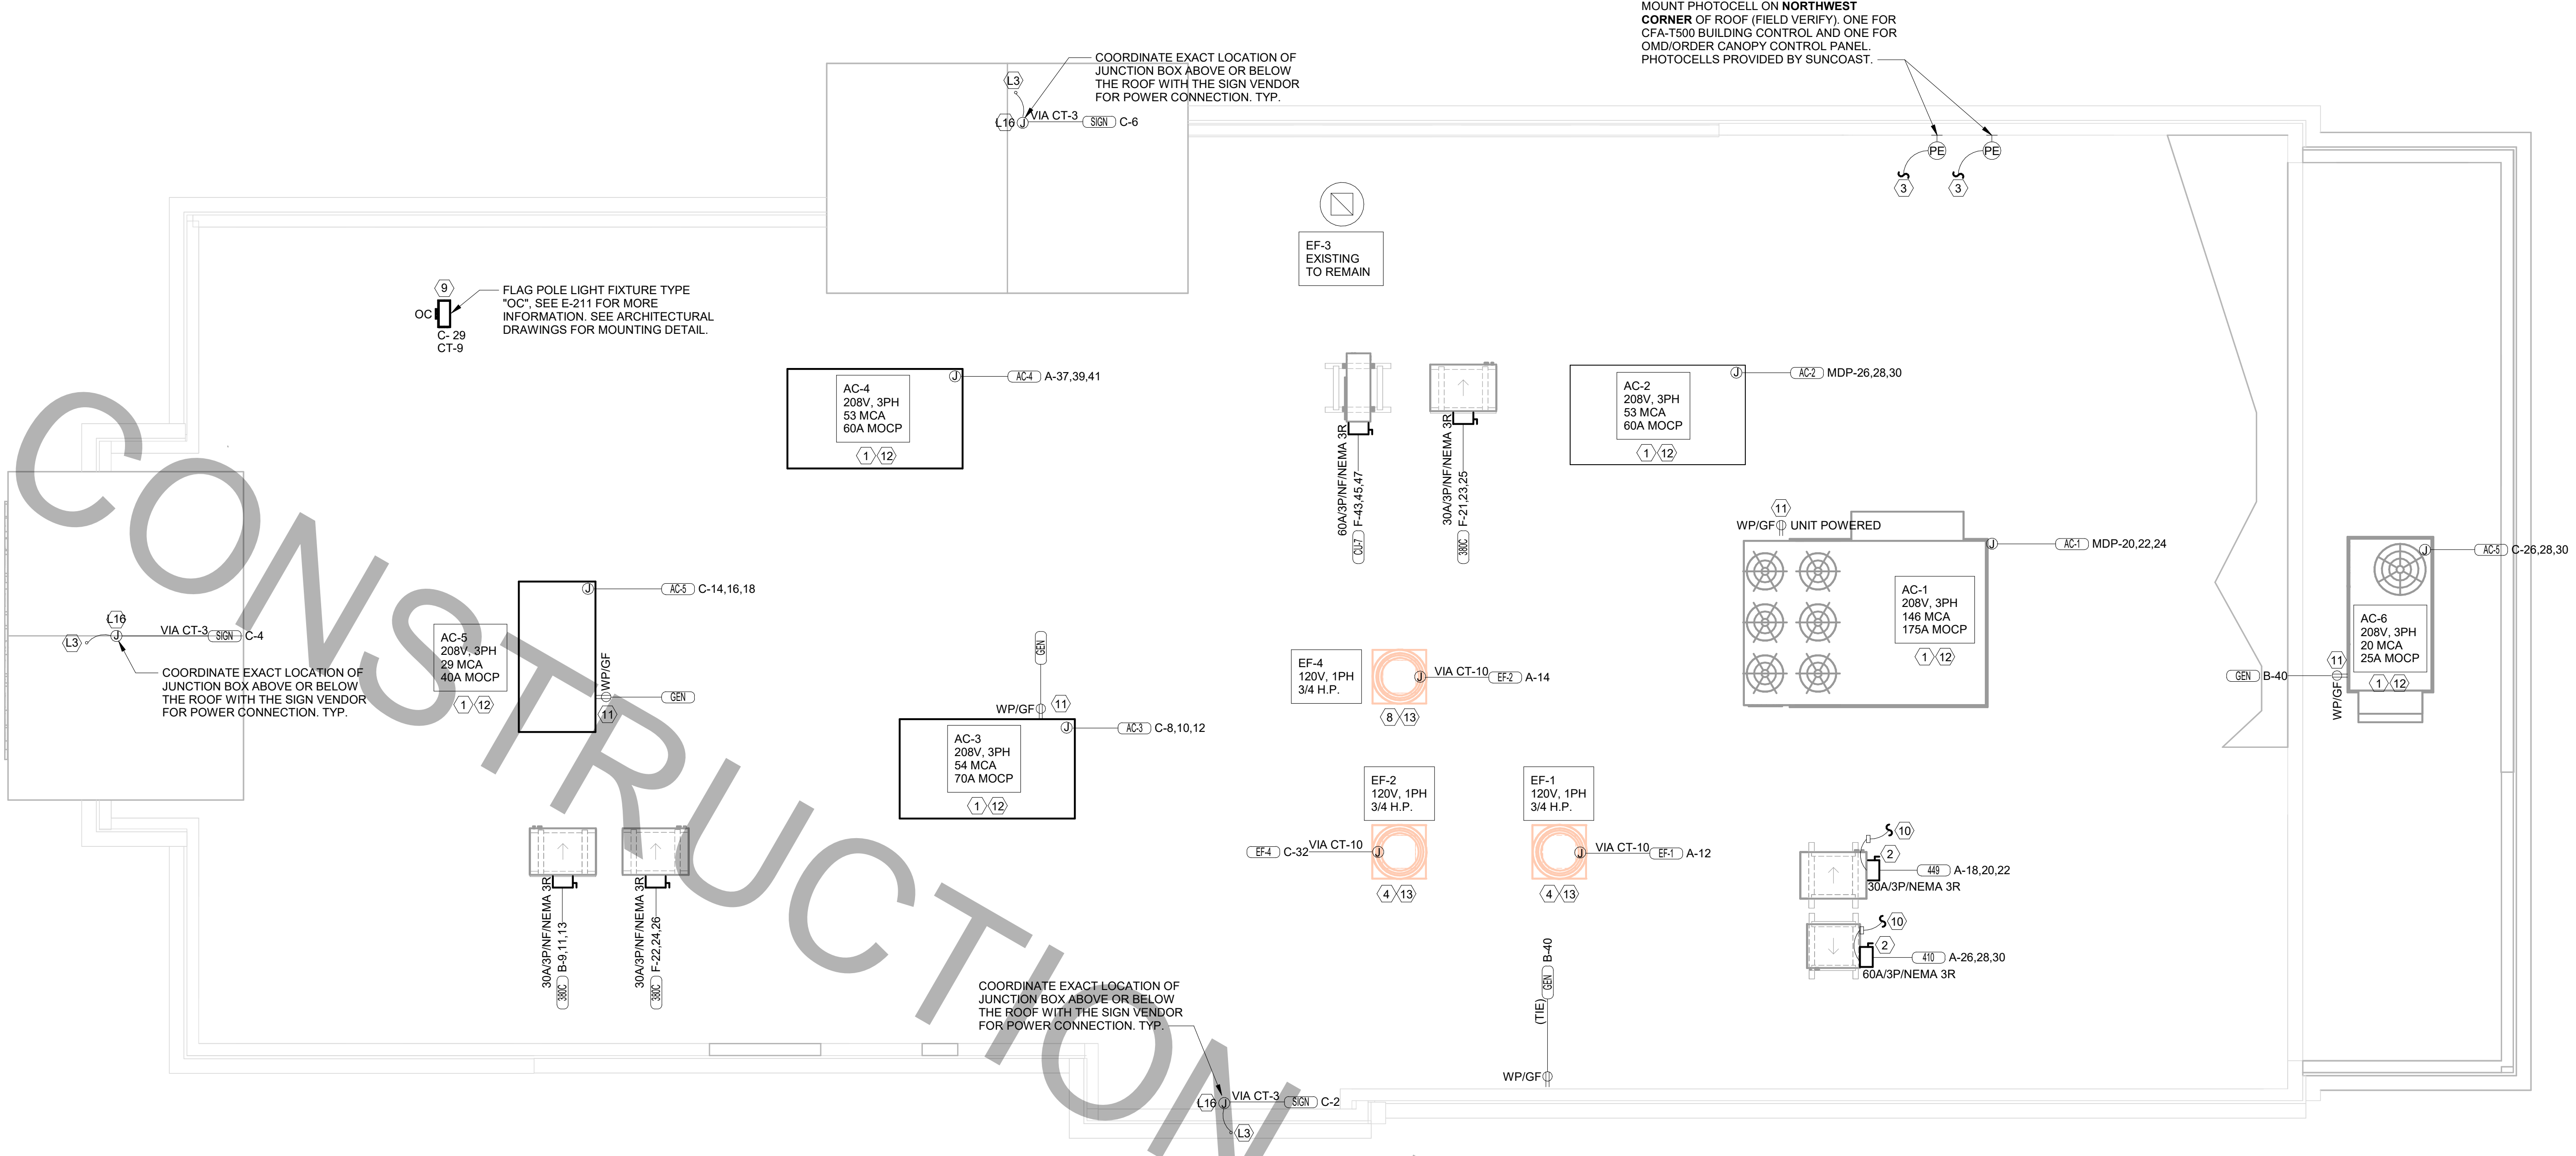 MOUNT PHOTOCELL ON NORTHWEST
CORNER OF ROOF (FIELD VERIFY). ONE FOR
CFA-T500 BUILDING CONTROL AND ONE FOR
OMD/ORDER CANOPY CONTROL PANEL.
PHOTOCELLS PROVIDED BY SUNCOAST.
COORDINATE EXACT LOCATION OF
JUNCTION BOX ABOVE OR BELOW
THE ROOF WITH THE SIGN VENDOR
FOR POWER CONNECTION. TYP.
L3
L16 J VIA CT-3 SIGN C-6
PE PE
3 3
EF-3
EXISTING
TO REMAIN
9
OC
C- 29
CT-9
FLAG POLE LIGHT FIXTURE TYPE
"OC", SEE E-211 FOR MORE
INFORMATION. SEE ARCHITECTURAL
DRAWINGS FOR MOUNTING DETAIL.
AC-4
208V, 3PH
53 MCA
60A MOCP
1 12
J AC-4 A-37,39,41
60A/3P/NF/NEMA 3R
CU-7 F-43,45,47
30A/3P/NF/NEMA 3R
380C F-21,23,25
AC-2
208V, 3PH
53 MCA
60A MOCP
1 12
J AC-2 MDP-26,28,30
11
WP/GF UNIT POWERED
J AC-1 MDP-20,22,24
AC-1
208V, 3PH
146 MCA
175A MOCP
1 12
J AC-5 C-26,28,30
AC-6
208V, 3PH
20 MCA
25A MOCP
1 12
11
GEN B-40
WP/GF
J AC-5 C-14,16,18
AC-5
208V, 3PH
29 MCA
40A MOCP
1 12
WP/GF
GEN
11
L16
L3 J VIA CT-3 SIGN C-4
COORDINATE EXACT LOCATION OF
JUNCTION BOX ABOVE OR BELOW
THE ROOF WITH THE SIGN VENDOR
FOR POWER CONNECTION. TYP.
GEN
WP/GF 11
J AC-3 C-8,10,12
AC-3
208V, 3PH
54 MCA
70A MOCP
1 12
EF-4
120V, 1PH
3/4 H.P.
J VIA CT-10 EF-2 A-14
8 13
EF-2
120V, 1PH
3/4 H.P.
EF-4 C-32 VIA CT-10 J
4 13
EF-1
120V, 1PH
3/4 H.P.
J VIA CT-10 EF-1 A-12
4 13
10
2
449 A-18,20,22
30A/3P/NEMA 3R
10
2
410 A-26,28,30
60A/3P/NEMA 3R
30A/3P/NF/NEMA 3R
380C B-9,11,13
30A/3P/NF/NEMA 3R
380C F-22,24,26
(TIE) GEN B-40
WP/GF
COORDINATE EXACT LOCATION OF
JUNCTION BOX ABOVE OR BELOW
THE ROOF WITH THE SIGN VENDOR
FOR POWER CONNECTION. TYP.
L16 J VIA CT-3 SIGN C-2
L3
CONSTRUCTION